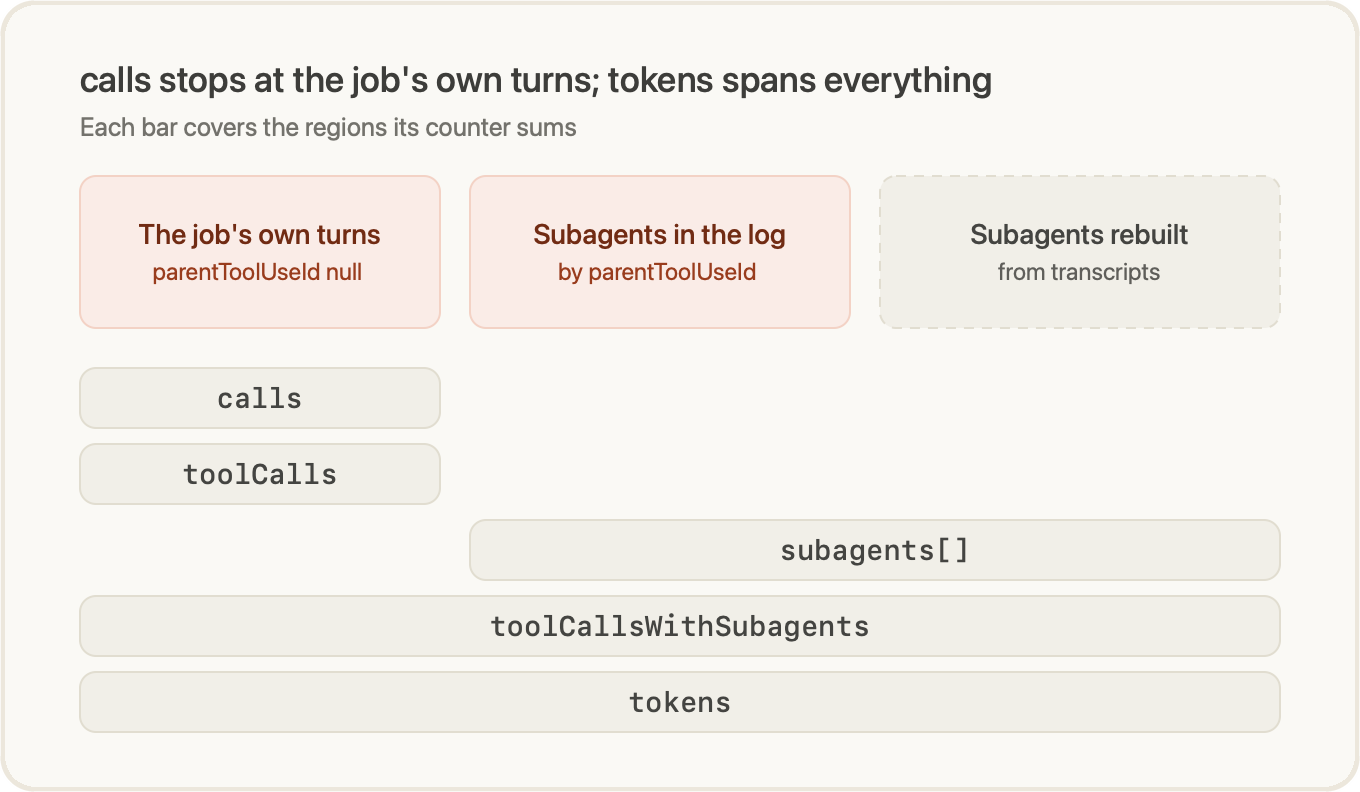 calls stops at the job's own turns; tokens spans everything
Each bar covers the regions its counter sums
The job's own turns
parentToolUseId null
Subagents in the log
by parentToolUseId
Subagents rebuilt
from transcripts
calls
toolCalls
subagents[]
toolCallsWithSubagents
tokens